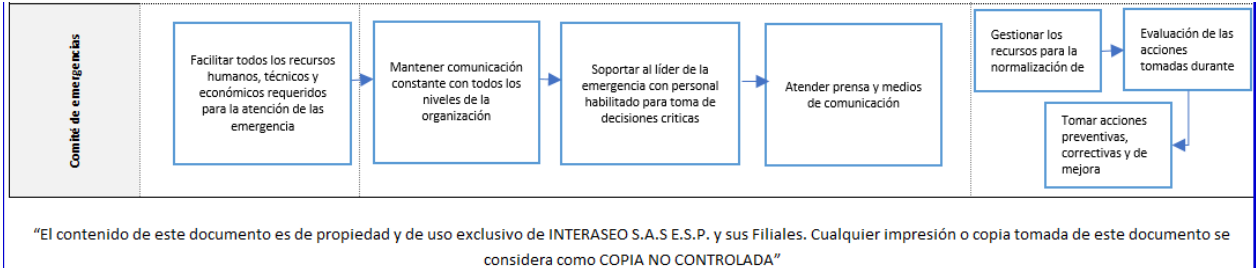 Comité de emergencias
Facilitar todos los recursos
humanos, técnicos y
económicos requeridos
para la atención de las
emergencia
Mantener comunicación
constante con todos los
niveles de la
organización
Soportar al líder de la
emergencia con personal
habilitado para toma de
decisiones criticas
Atender prensa y medios
de comunicación
Gestionar los
recursos para la
normalización de
Evaluación de las
acciones
tomadas durante
Tomar acciones
preventivas,
correctivas y de
mejora
“El contenido de este documento es de propiedad y de uso exclusivo de INTERASEO S.A.S E.S.P. y sus Filiales. Cualquier impresión o copia tomada de este documento se
considera como COPIA NO CONTROLADA”